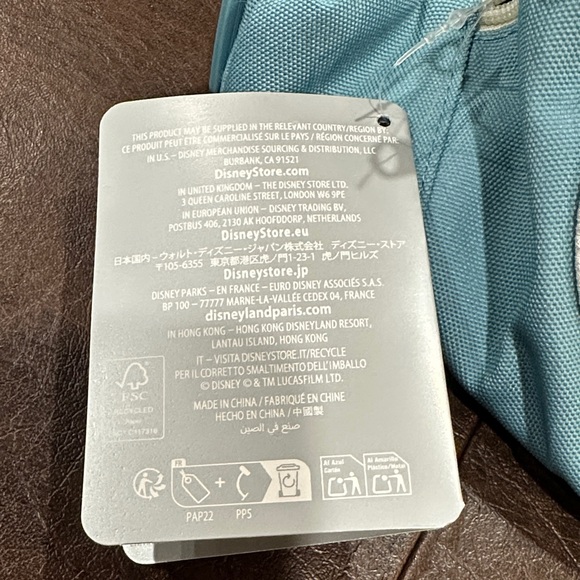 THIS PRODUCT MAY BE SUPPLIED IN THE RELEVANT COUNTRY/REGION BY:
CE PRODUIT PEUT ÊTRE COMMERCIALISÉ SUR LE PAYS / RÉGION CONCERNÉ PAR:
IN U.S. – DISNEY MERCHANDISE SOURCING & DISTRIBUTION, LLC
BURBANK, CA 91521
DisneyStore.com
IN UNITED KINGDOM – THE DISNEY STORE LTD.
3 QUEEN CAROLINE STREET, LONDON W6 9PE
IN EUROPEAN UNION – DISNEY TRADING BV,
POSTBUS 406, 2130 AK HOOFDDORP, NETHERLANDS
DisneyStore.eu
日本国内–ウォルト・ディズニー・ジャパン株式会社 ディズニーストア
〒105-6355 東京都港区虎ノ門1-23-1 虎ノ門ヒルズ
Disneystore.jp
DISNEY PARKS – EN FRANCE – EURO DISNEY ASSOCIÉS S.A.S.
BP 100 – 77777 MARNE-LA-VALLÉE CEDEX 04, FRANCE
disneylandparis.com
IN HONG KONG – HONG KONG DISNEYLAND RESORT,
LANTAU ISLAND, HONG KONG
IT – VISITA DISNEYSTORE.IT/RECYCLE
PER IL CORRETTO SMALTIMENTO DELL'IMBALLO
© DISNEY © & TM LUCASFILM LTD.
MADE IN CHINA / FABRIQUÉ EN CHINE
HECHO EN CHINA / 中國製
صنع في الصين
FSC
RECYCLED
FR
+
PAP22
PP5
Al Azul
Cartón
Al Amarillo
Plástico/Metal